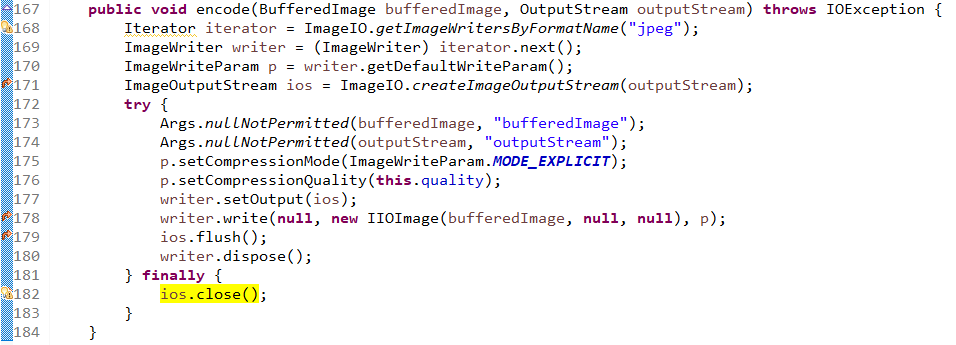 167 public void encode(BufferedImage bufferedImage, OutputStream outputStream) throws IOException {
168 Iterator iterator = ImageIO.getImageWritersByFormatName("jpeg");
169 ImageWriter writer = (ImageWriter) iterator.next();
170 ImageWriteParam p = writer.getDefaultWriteParam();
171 ImageOutputStream ios = ImageIO.createImageOutputStream(outputStream);
172 try {
173 Args.nullNotPermitted(bufferedImage, "bufferedImage");
174 Args.nullNotPermitted(outputStream, "outputStream");
175 p.setCompressionMode(ImageWriteParam.MODE_EXPLICIT);
176 p.setCompressionQuality(this.quality);
177 writer.setOutput(ios);
178 writer.write(null, new IIOImage(bufferedImage, null, null), p);
179 ios.flush();
180 writer.dispose();
181 } finally {
182 ios.close();
183 }
184 }